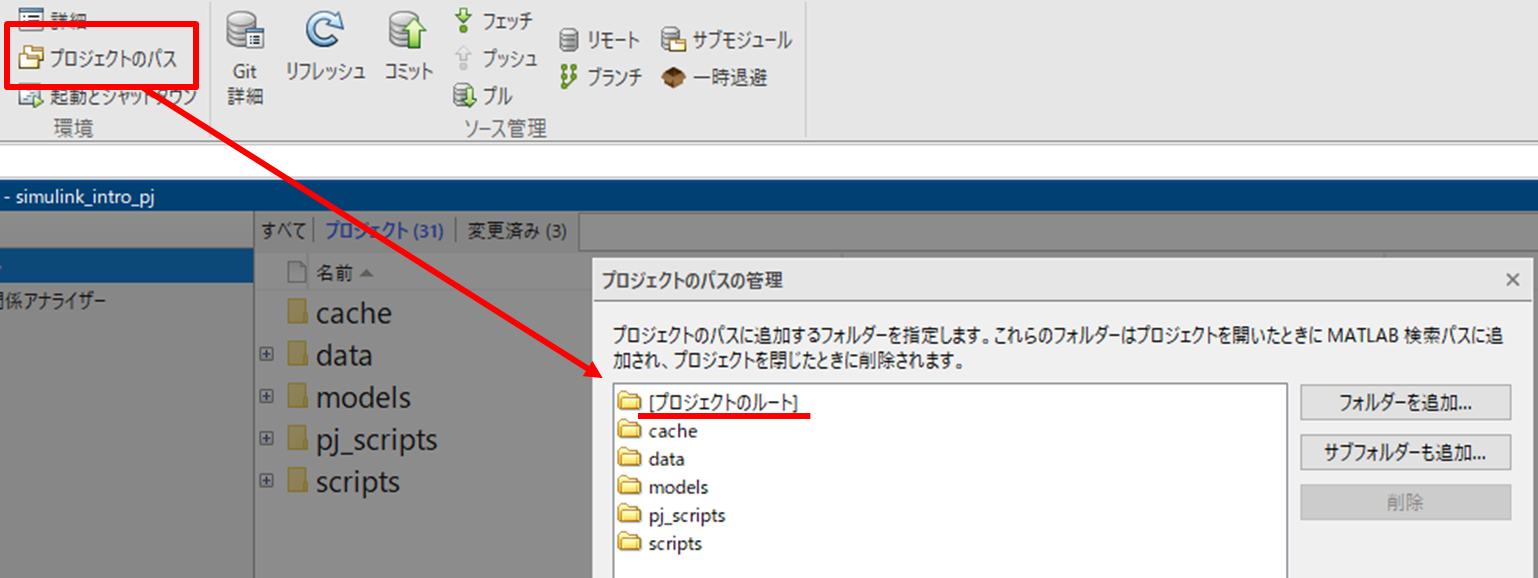 詳細
プロジェクトのパス
起動とシャットダウン
環境
Git
詳細
リフレッシュ
コミット
フェッチ
プッシュ
プル
リモート
ブランチ
サブモジュール
一時退避
ソース管理
- simulink_intro_pj
係アナライザー
すべて
プロジェクト (31)
変更済み (3)
名前
cache
data
models
pj_scripts
scripts
プロジェクトのパスの管理
プロジェクトのパスに追加するフォルダーを指定します。これらのフォルダーはプロジェクトを開いたときに MATLAB 検索パスに追
加され、プロジェクトを閉じたときに削除されます。
[プロジェクトのルート]
cache
data
models
pj_scripts
scripts
フォルダーを追加...
サブフォルダーも追加...
削除